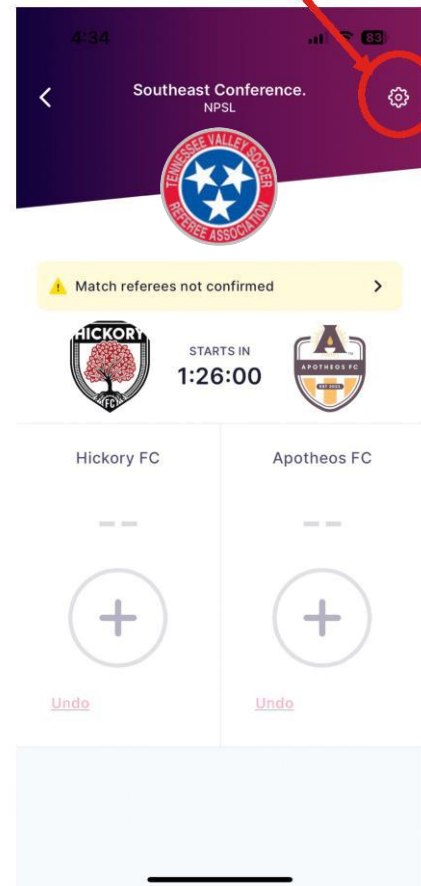 4:34
83
Southeast Conference.
NPSL
TENNESSEE VALLEY SOCCER
REFEREE ASSOCIATION
Match referees not confirmed
HICKORY
FC
STARTS IN
1:26:00
A
APOTHEOS FC
EST 2021
Hickory FC
Apotheos FC
-- --
+ +
Undo
Undo